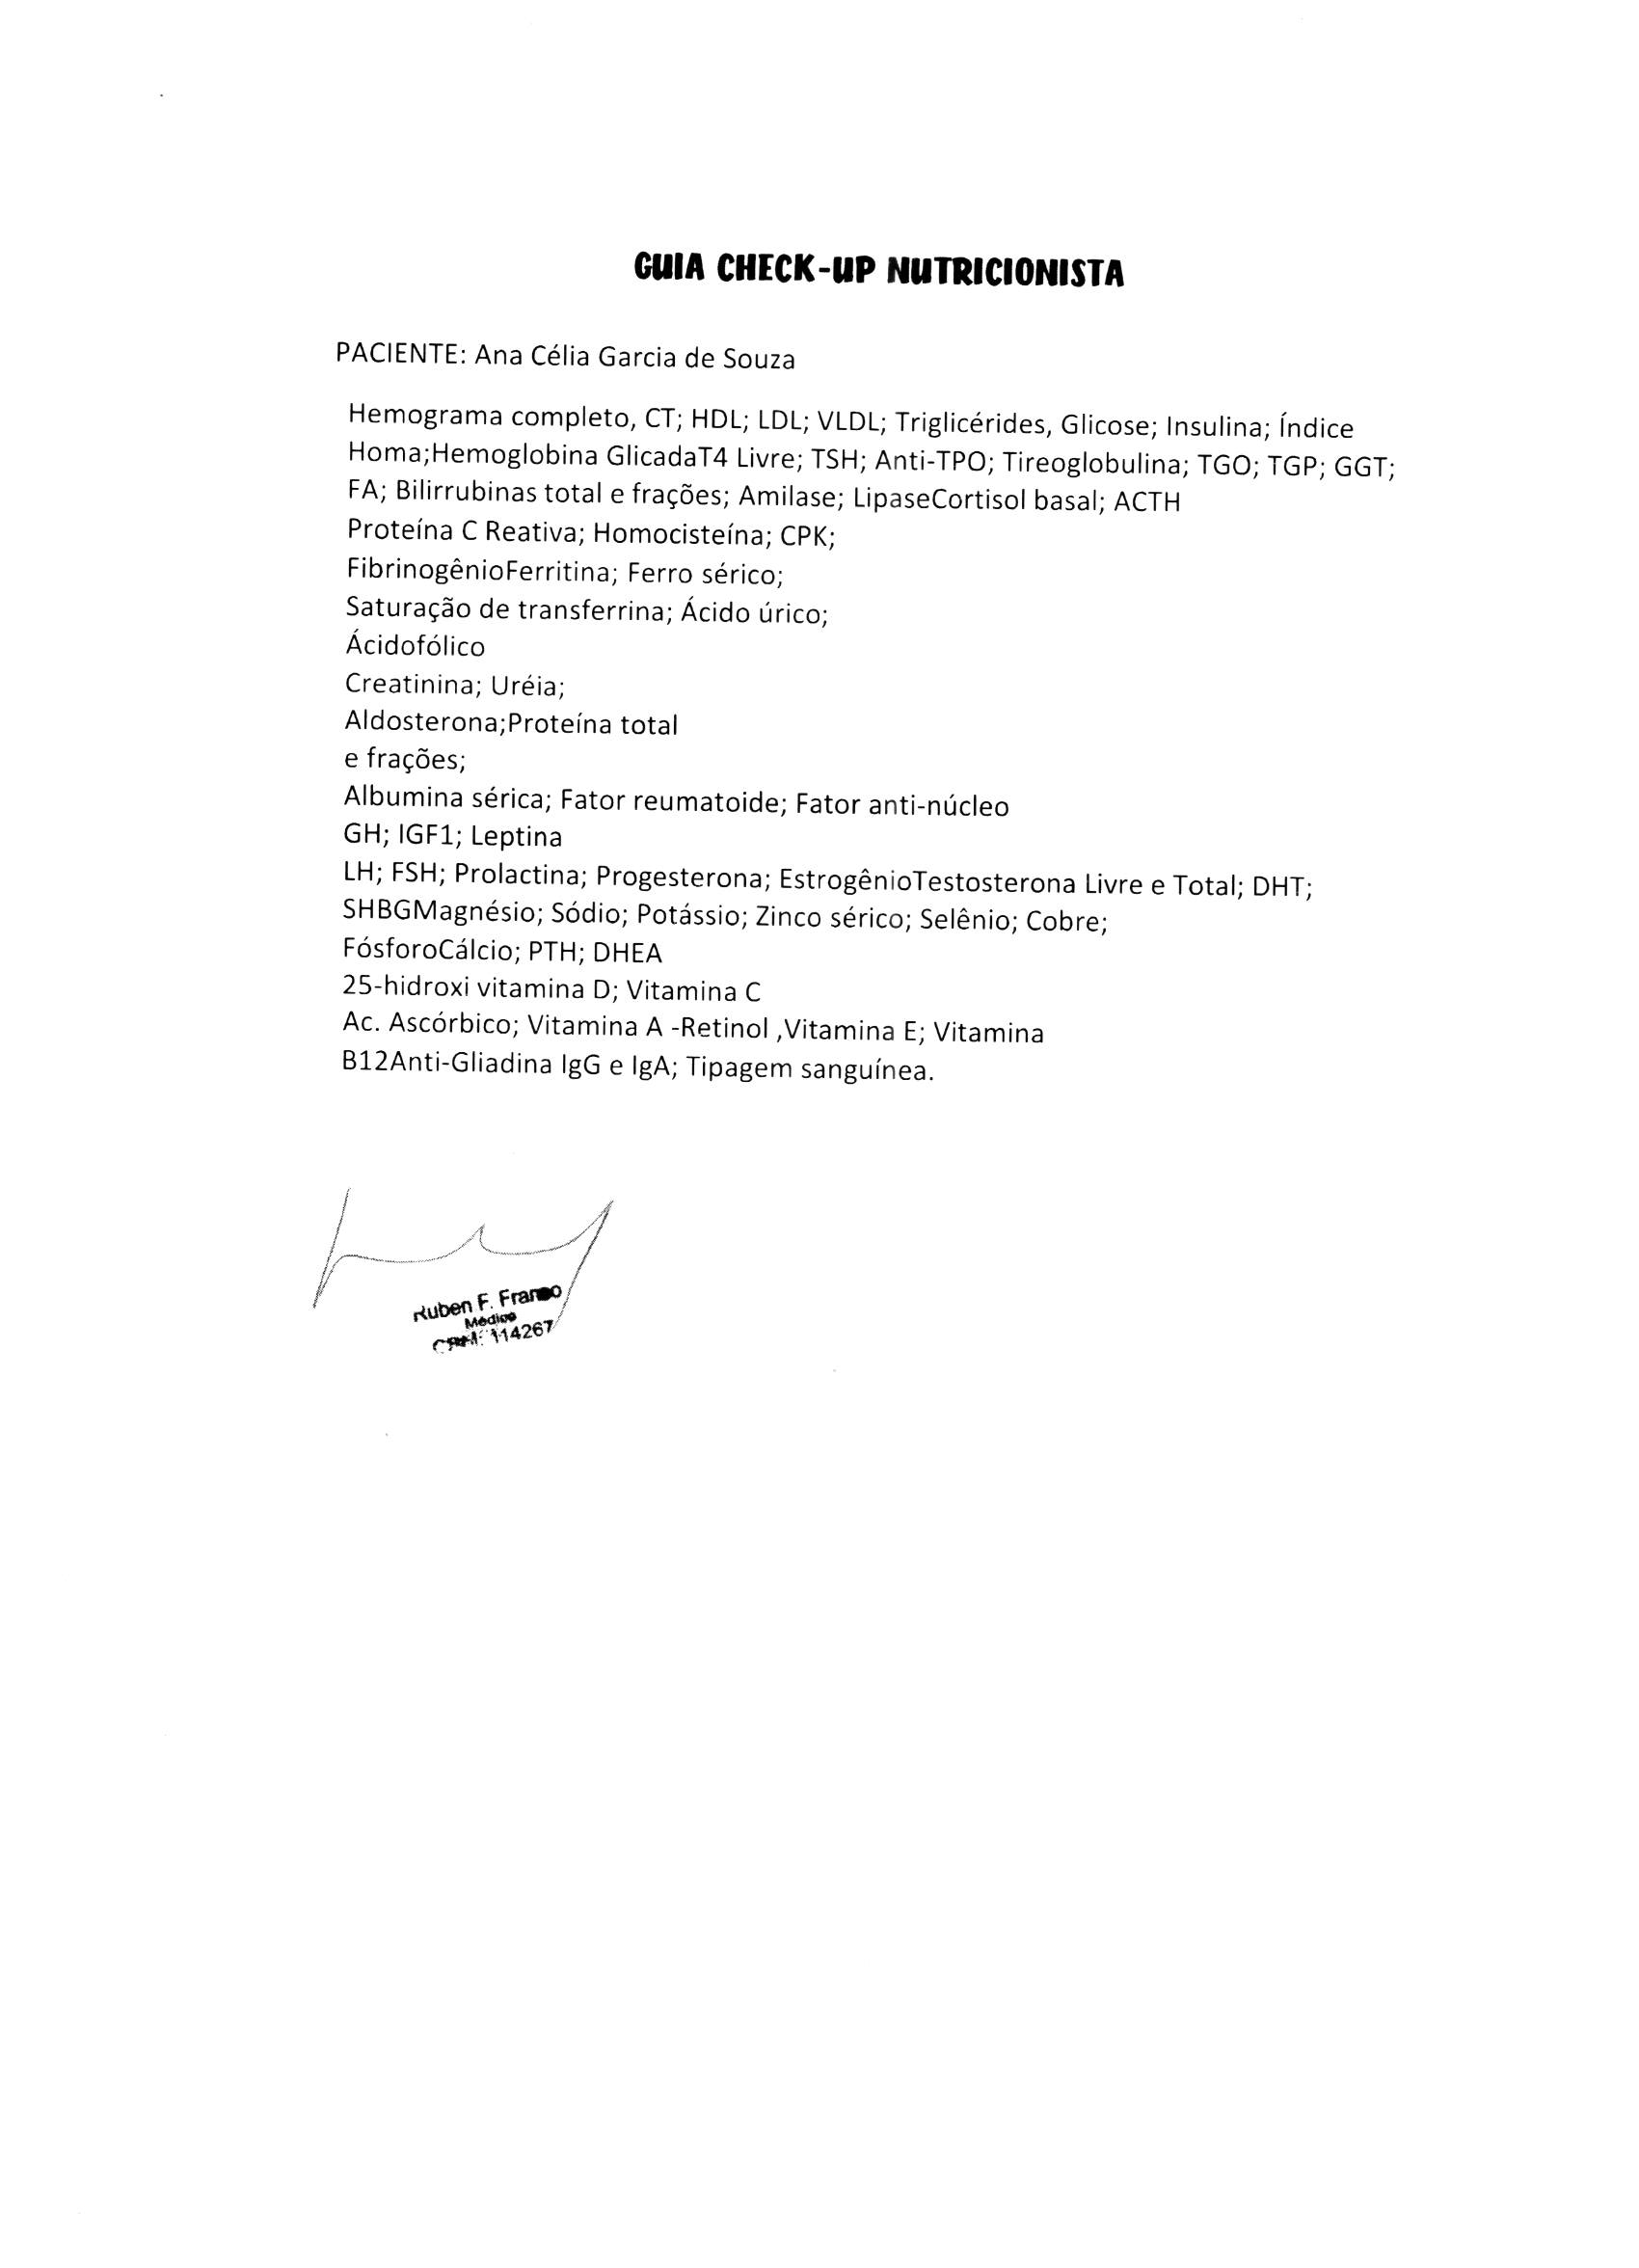 GUIA CHECK-UP NUTRICIONISTA
PACIENTE: Ana Célia Garcia de Souza
Hemograma completo, CT; HDL; LDL; VLDL; Triglicérides, Glicose; Insulina; Índice
Homa;Hemoglobina GlicadaT4 Livre; TSH; Anti-TPO; Tireoglobulina; TGO; TGP; GGT;
FA; Bilirrubinas total e frações; Amilase; LipaseCortisol basal; ACTH
Proteína C Reativa; Homocisteína; CPK;
FibrinogênioFerritina; Ferro sérico;
Saturação de transferrina; Ácido úrico;
Ácidofólico
Creatinina; Uréia;
Aldosterona;Proteína total
e frações;
Albumina sérica; Fator reumatoide; Fator anti-núcleo
GH; IGF1; Leptina
LH; FSH; Prolactina; Progesterona; EstrogênioTestosterona Livre e Total; DHT;
SHBGMagnésio; Sódio; Potássio; Zinco sérico; Selênio; Cobre;
FósforoCálcio; PTH; DHEA
25-hidroxi vitamina D; Vitamina C
Ac. Ascórbico; Vitamina A -Retinol ,Vitamina E; Vitamina
B12Anti-Gliadina IgG e IgA; Tipagem sanguínea.
Ruben F. Franco
Médico
114267